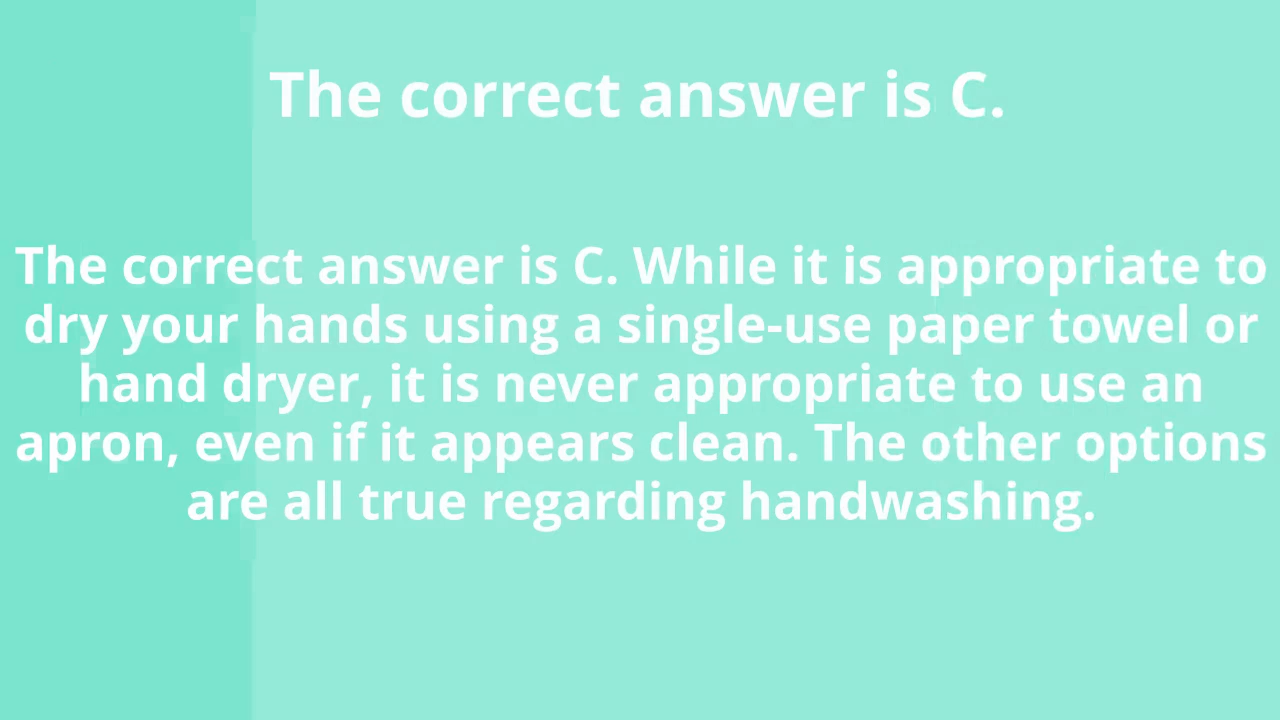 The correct answer is C.
The correct answer is C. While it is appropriate to
dry your hands using a single-use paper towel or
hand dryer, it is never appropriate to use an
apron, even if it appears clean. The other options
are all true regarding handwashing.